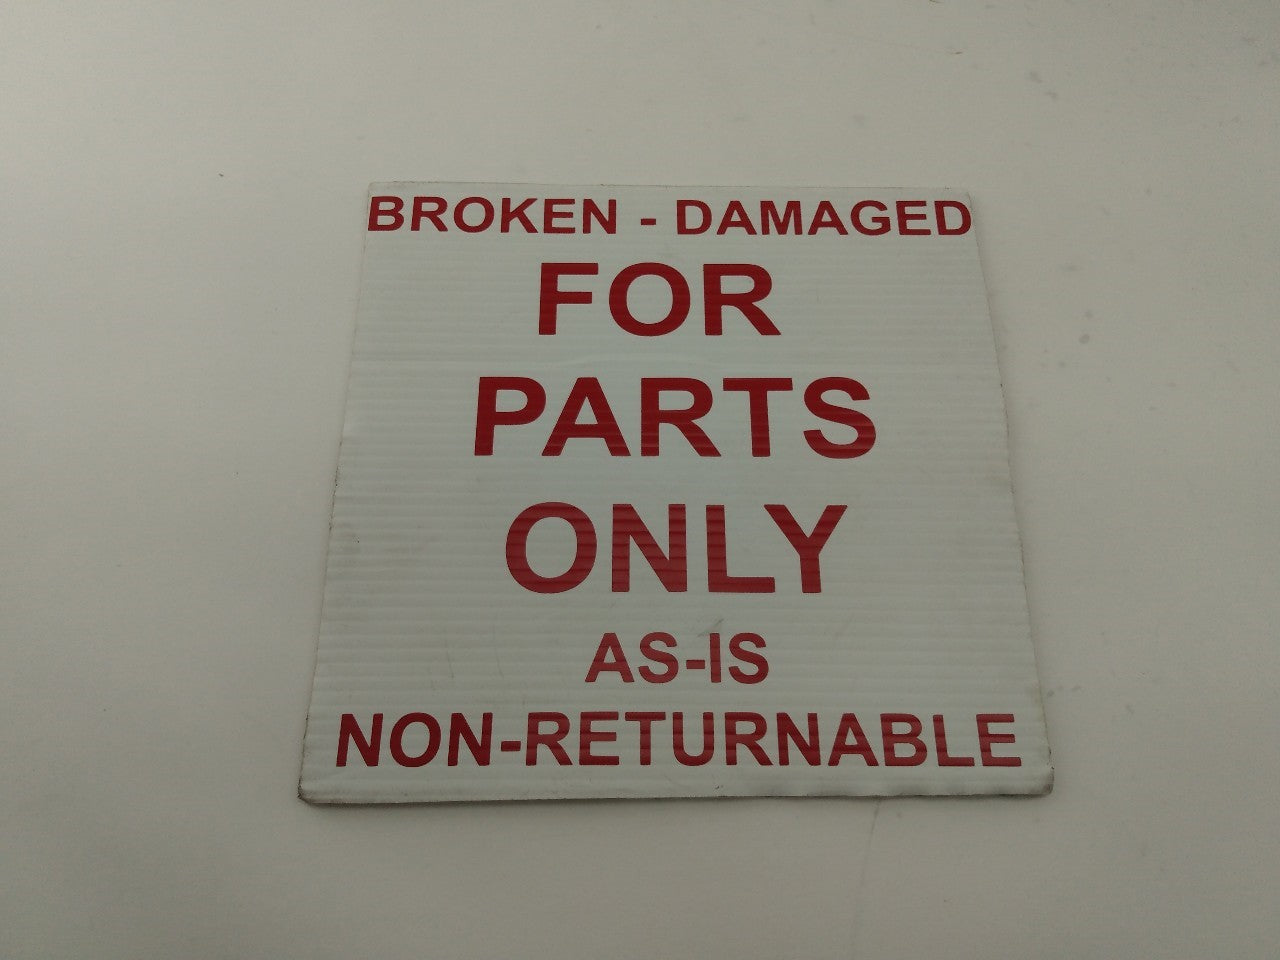 BROKEN - DAMAGED
FOR
PARTS
ONLY
AS-IS
NON-RETURNABLE